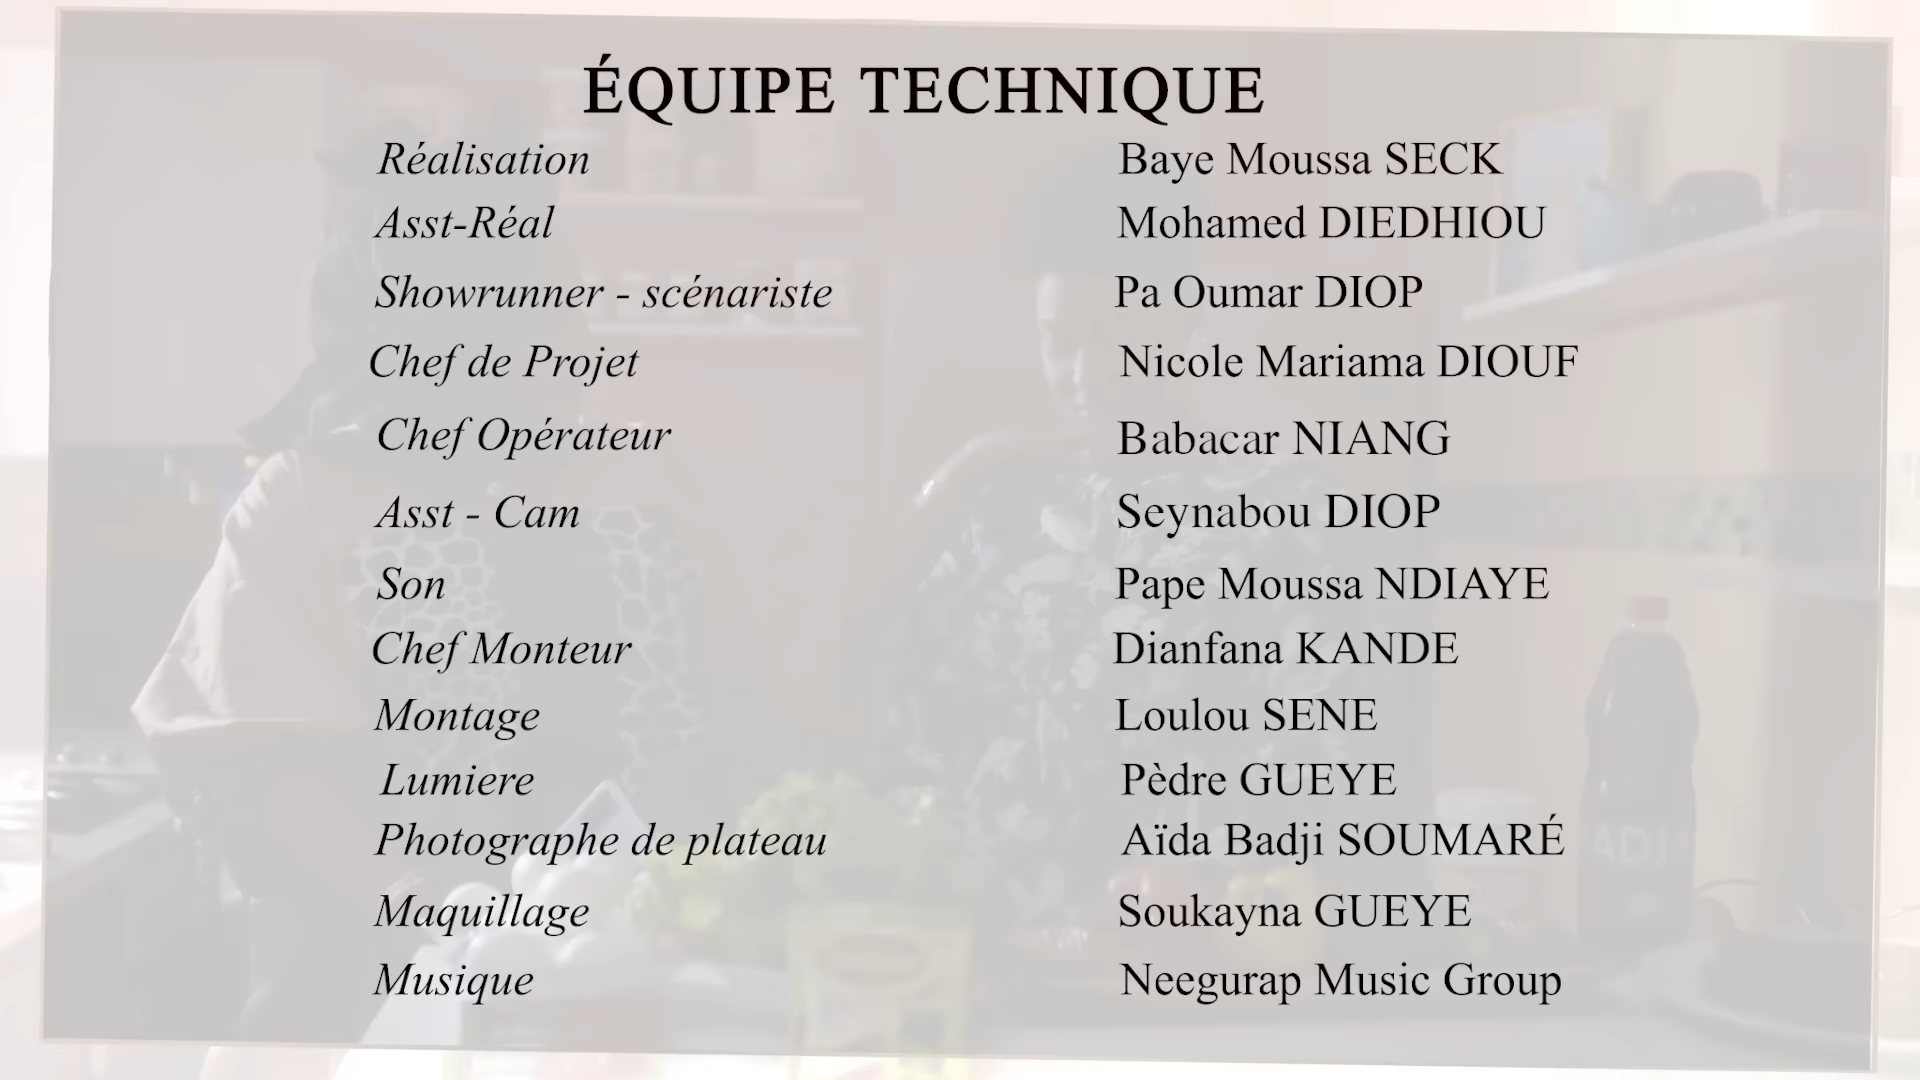 ÉQUIPE TECHNIQUE
Réalisation Baye Moussa SECK
Asst-Réal Mohamed DIEDHIOU
Showrunner - scénariste Pa Oumar DIOP
Chef de Projet Nicole Mariama DIOUF
Chef Opérateur Babacar NIANG
Asst - Cam Seynabou DIOP
Son Pape Moussa NDIAYE
Chef Monteur Dianfana KANDE
Montage Loulou SENE
Lumiere Pèdre GUEYE
Photographe de plateau Aïda Badji SOUMARÉ
Maquillage Soukayna GUEYE
Musique Neegurap Music Group